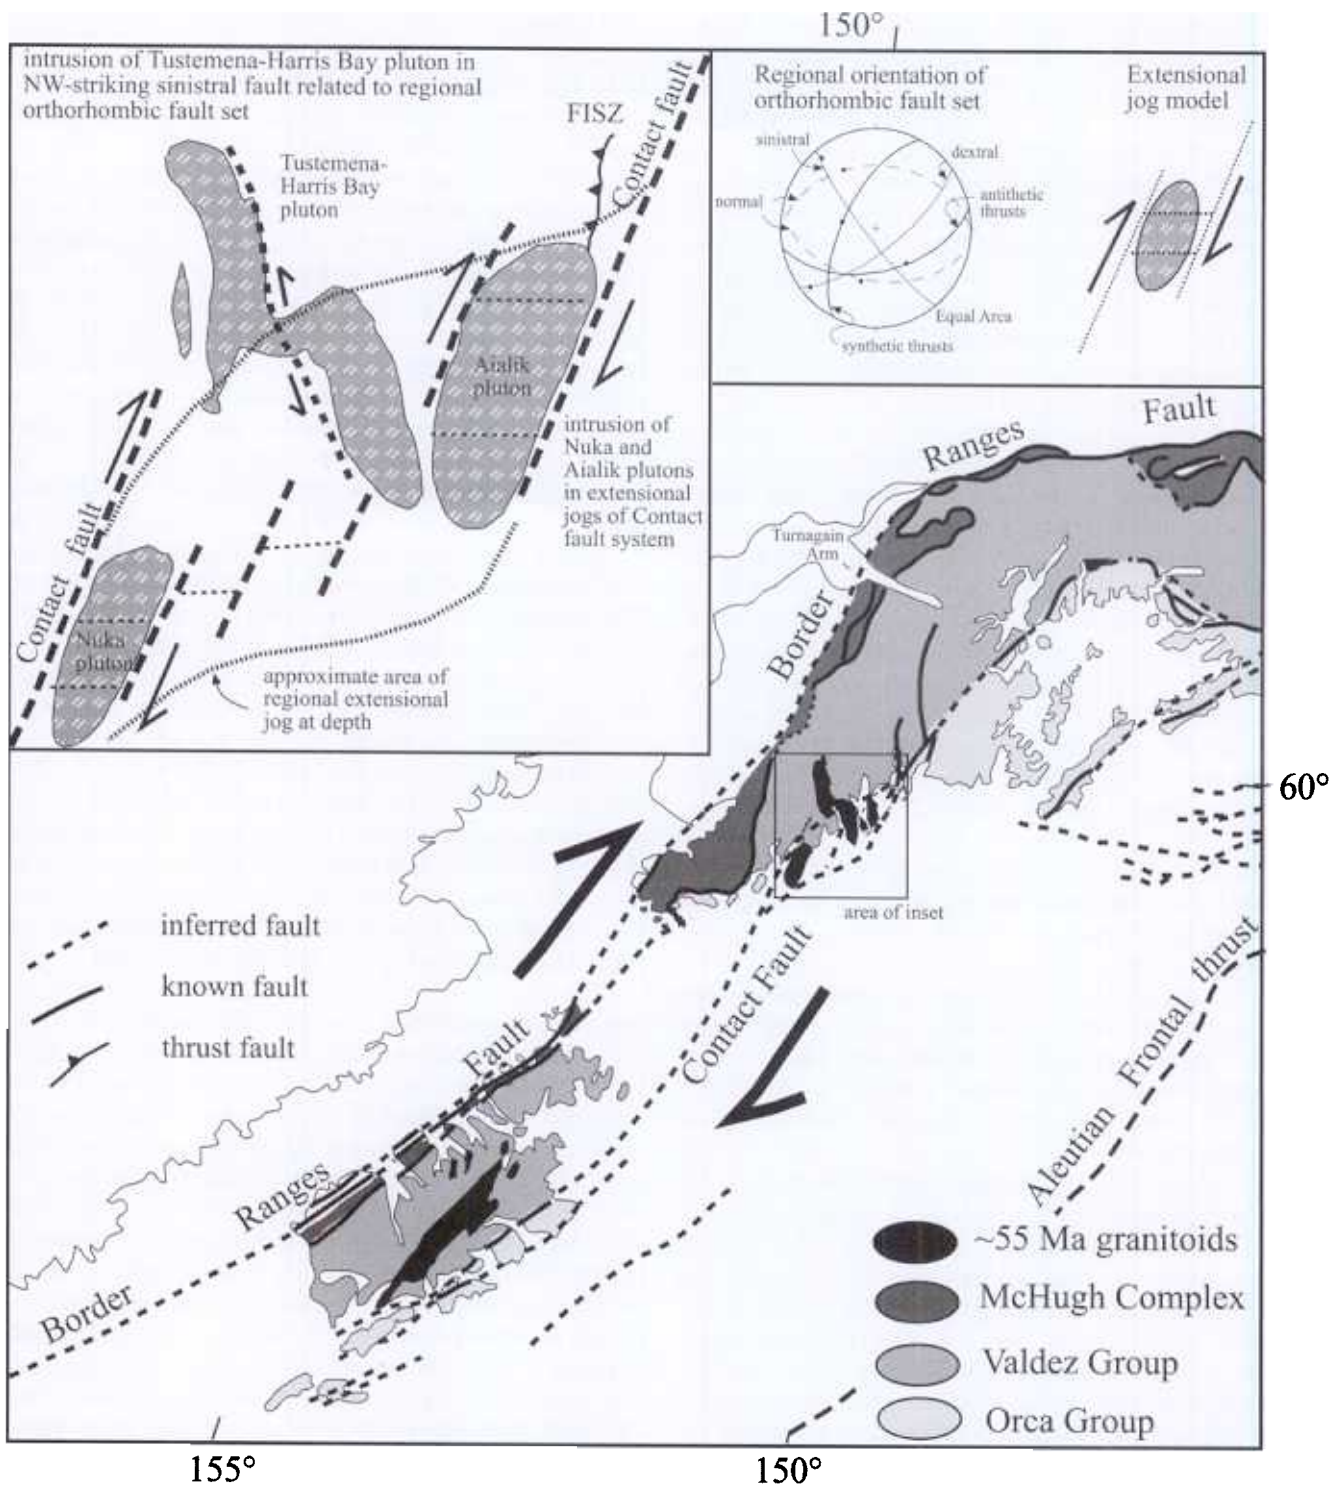 150°
intrusion of Tustemena-Harris Bay pluton in
NW-striking sinistral fault related to regional
orthorhombic fault set
Tustemena-
Harris Bay
pluton
FISZ
Contact fault
Aialik
pluton
intrusion of
Nuka and
Aialik plutons
in extensional
jogs of Contact
fault system
Contact fault
Nuka
pluton
approximate area of
regional extensional
jog at depth
Regional orientation of
orthorhombic fault set
sinistral
dextral
normal
antithetic
thrusts
Equal Area
synthetic thrusts
Extensional
jog model
Border Ranges Fault
Turnagain
Arm
60°
area of inset
inferred fault
known fault
thrust fault
Contact Fault
Aleutian Frontal thrust
Border Ranges Fault
~55 Ma granitoids
McHugh Complex
Valdez Group
Orca Group
155°
150°